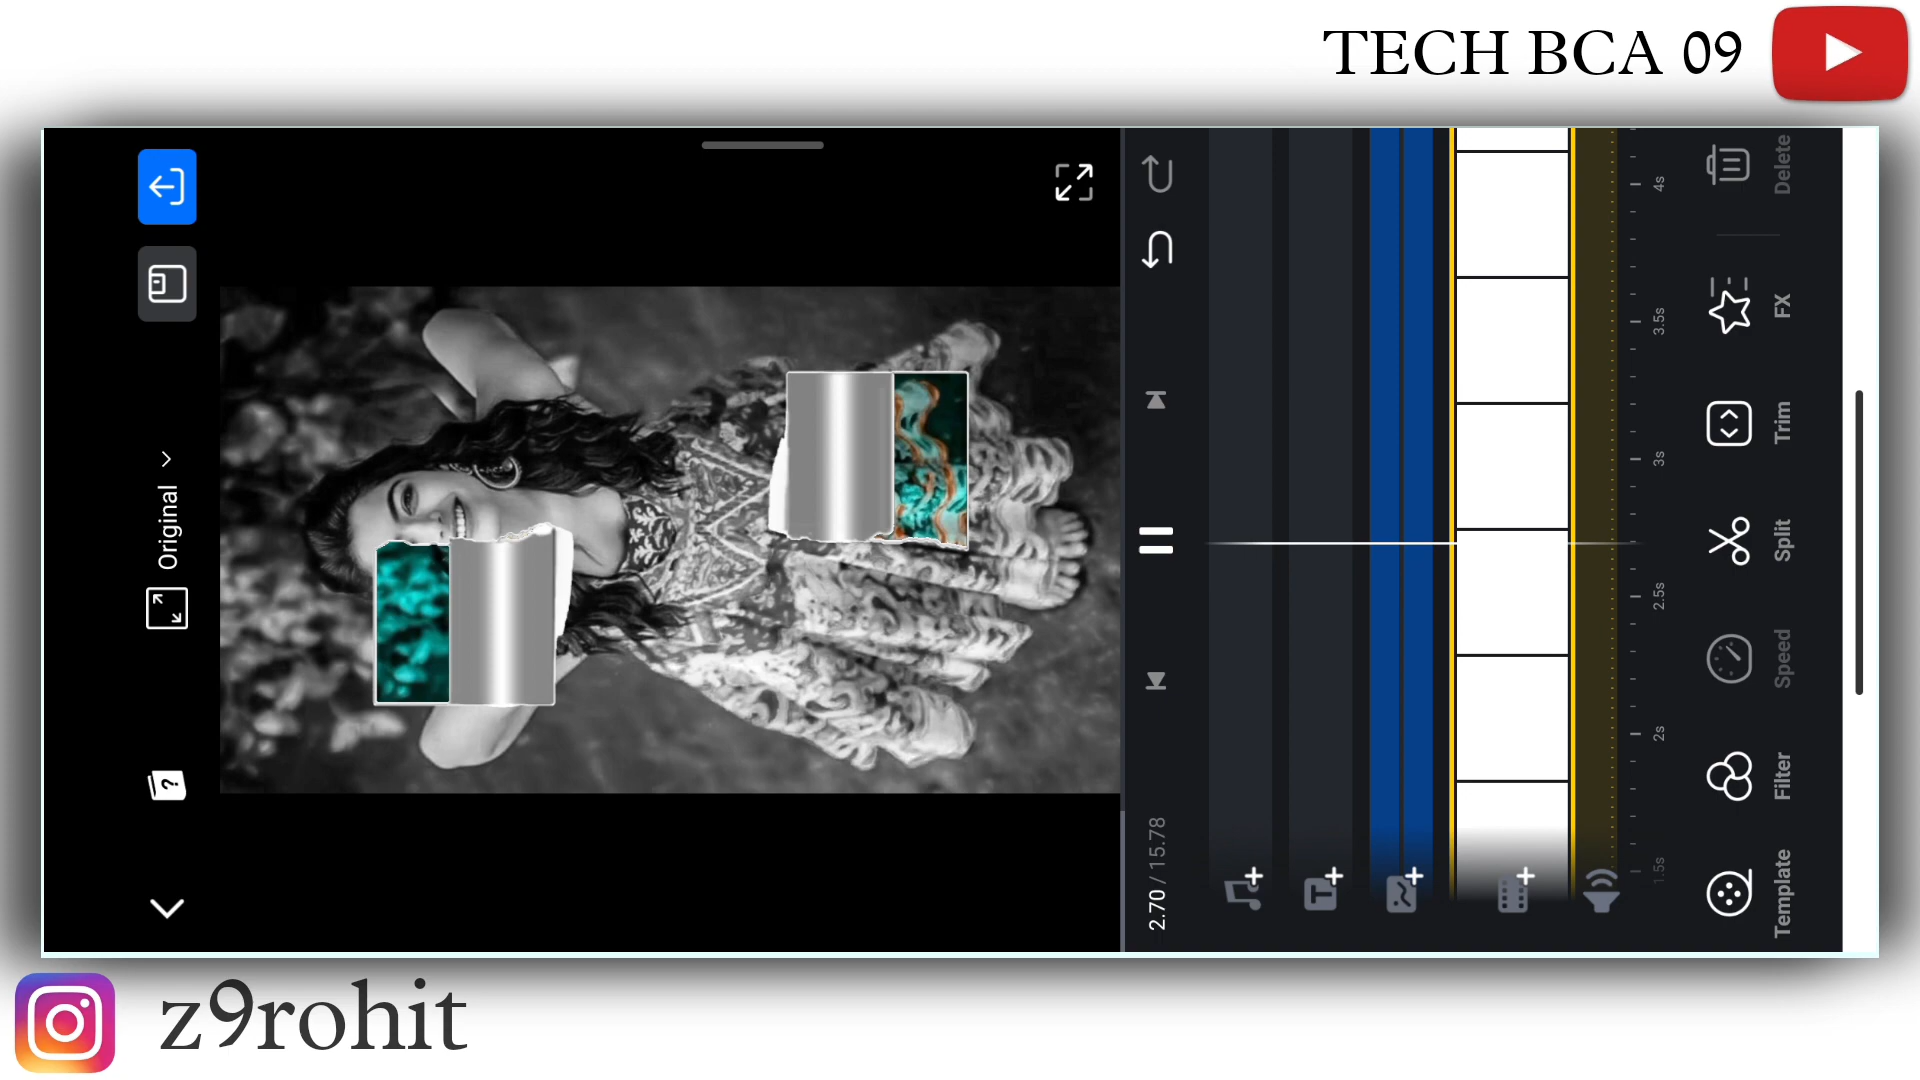 TECH BCA 09
Original
?
2.70 / 15.78
T
4s
3.5s
3s
2.5s
2s
1.5s
Delete
FX
Trim
Split
Speed
Filter
Template
z9rohit